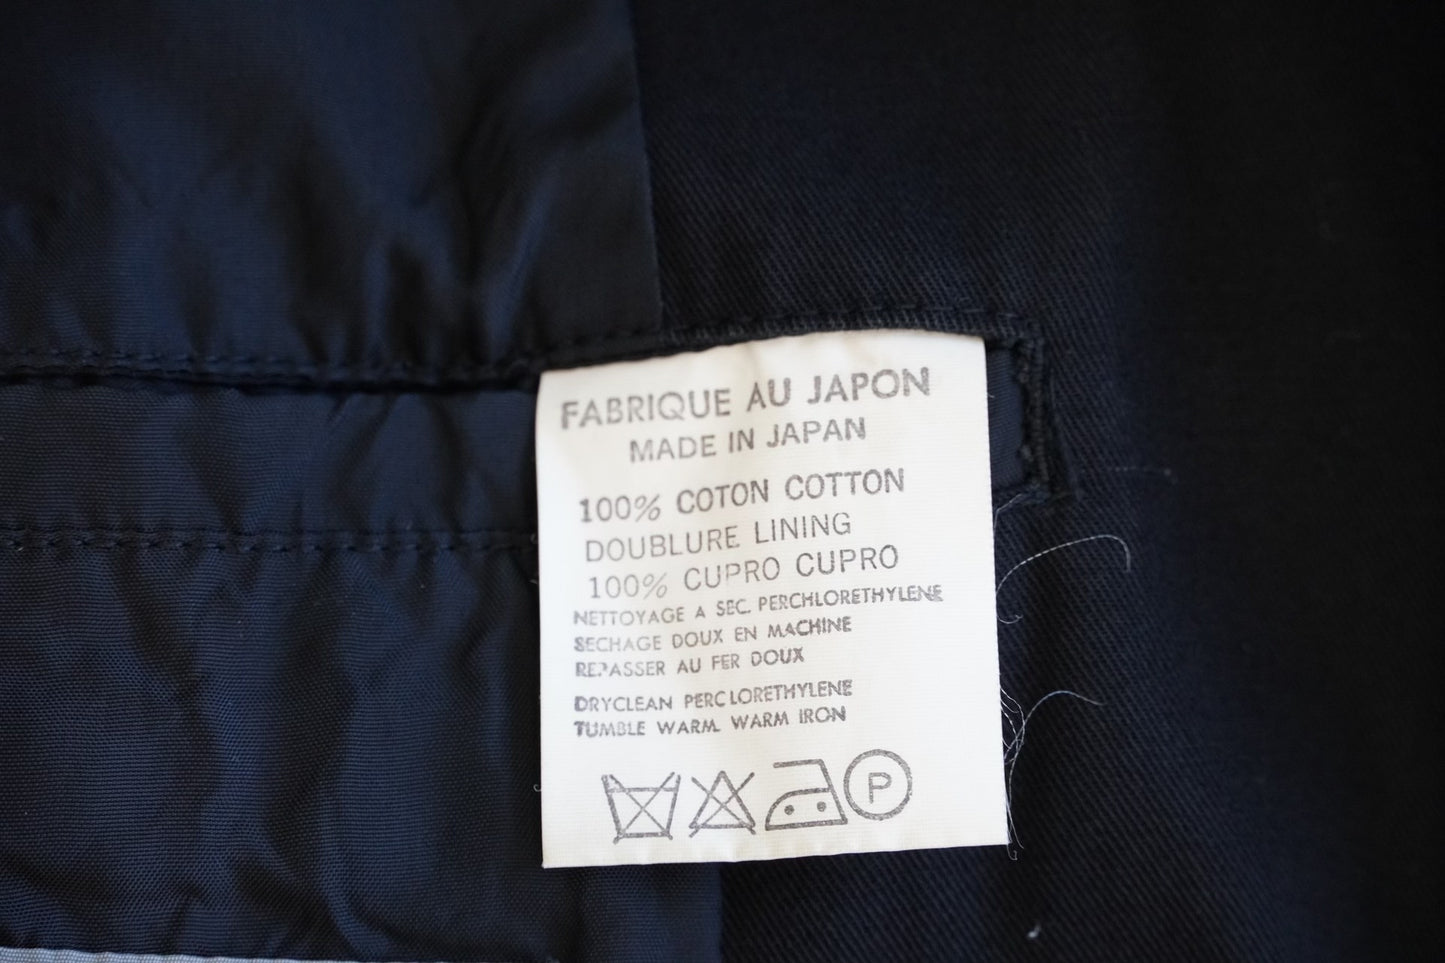 FABRIQUE AU JAPON
MADE IN JAPAN
100% COTON COTTON
DOUBLURE LINING
100% CUPRO CUPRO
NETTOYAGE A SEC. PERCHLORETHYLENE
SECHAGE DOUX EN MACHINE
REPASSER AU FER DOUX
DRYCLEAN PERCLORETHYLENE
TUMBLE WARM. WARM IRON
P